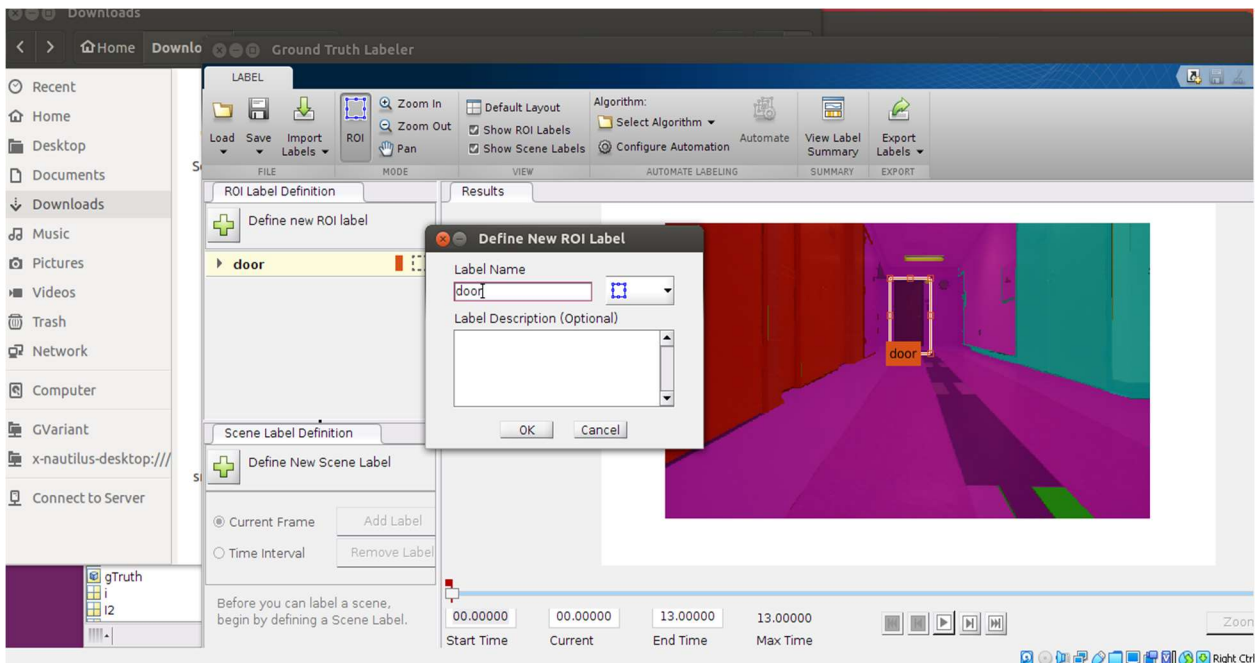 Downloads
Home Downlo
Ground Truth Labeler
Recent
Home
Desktop
Documents
Downloads
Music
Pictures
Videos
Trash
Network
Computer
GVariant
x-nautilus-desktop:///
Connect to Server
LABEL
Load
Save
Import Labels
FILE
ROI
Zoom In
Zoom Out
Pan
MODE
Default Layout
Show ROI Labels
Show Scene Labels
VIEW
Algorithm:
Select Algorithm
Configure Automation
Automate
AUTOMATE LABELING
View Label
Summary
SUMMARY
Export
Labels
EXPORT
ROI Label Definition
Define new ROI label
door
Results
Define New ROI Label
Label Name
door
Label Description (Optional)
OK Cancel
door
Scene Label Definition
Define New Scene Label
Current Frame Add Label
Time Interval Remove Label
Before you can label a scene,
begin by defining a Scene Label.
gTruth
i
I2
00.00000 00.00000 13.00000 13.00000
Start Time Current End Time Max Time
Zoon
Right Ctrl